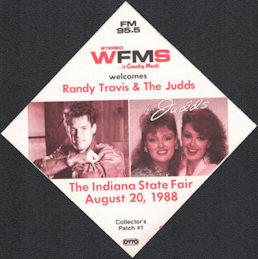 FM
95.5
STEREO
WFMS
...is Country Music
welcomes
Randy Travis & The Judds
The Judds
The Indiana State Fair
August 20, 1988
Collector's
Patch #1
OTTO